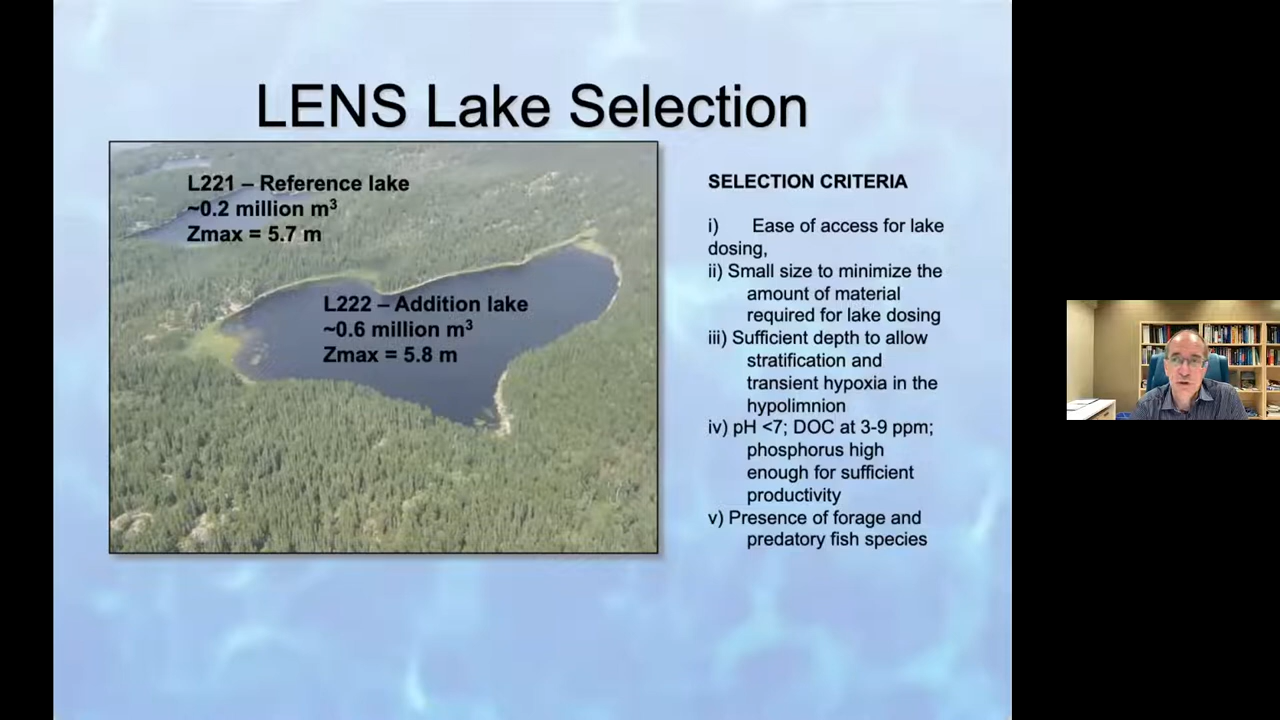 LENS Lake Selection
L221 – Reference lake
~0.2 million m³
Zmax = 5.7 m
L222 – Addition lake
~0.6 million m³
Zmax = 5.8 m
SELECTION CRITERIA
i) Ease of access for lake
dosing,
ii) Small size to minimize the
amount of material
required for lake dosing
iii) Sufficient depth to allow
stratification and
transient hypoxia in the
hypolimnion
iv) pH <7; DOC at 3-9 ppm;
phosphorus high
enough for sufficient
productivity
v) Presence of forage and
predatory fish species